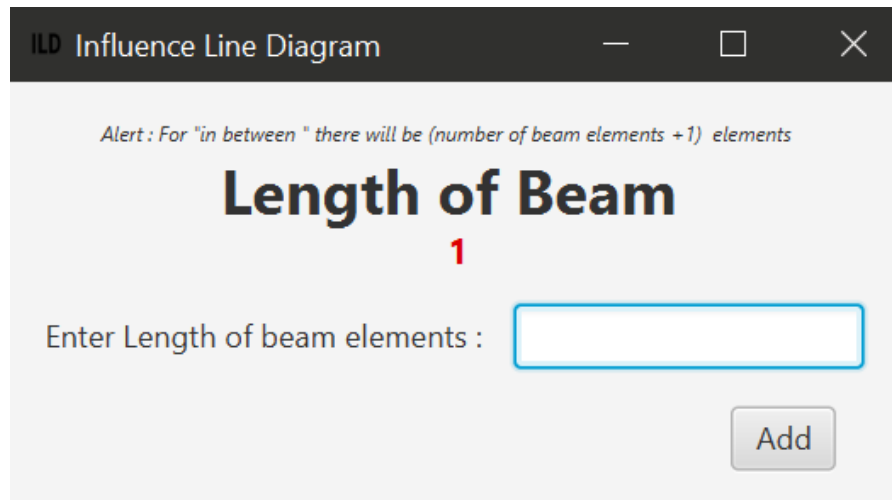 ILD Influence Line Diagram
Alert : For "in between " there will be (number of beam elements +1) elements
Length of Beam
1
Enter Length of beam elements :
Add